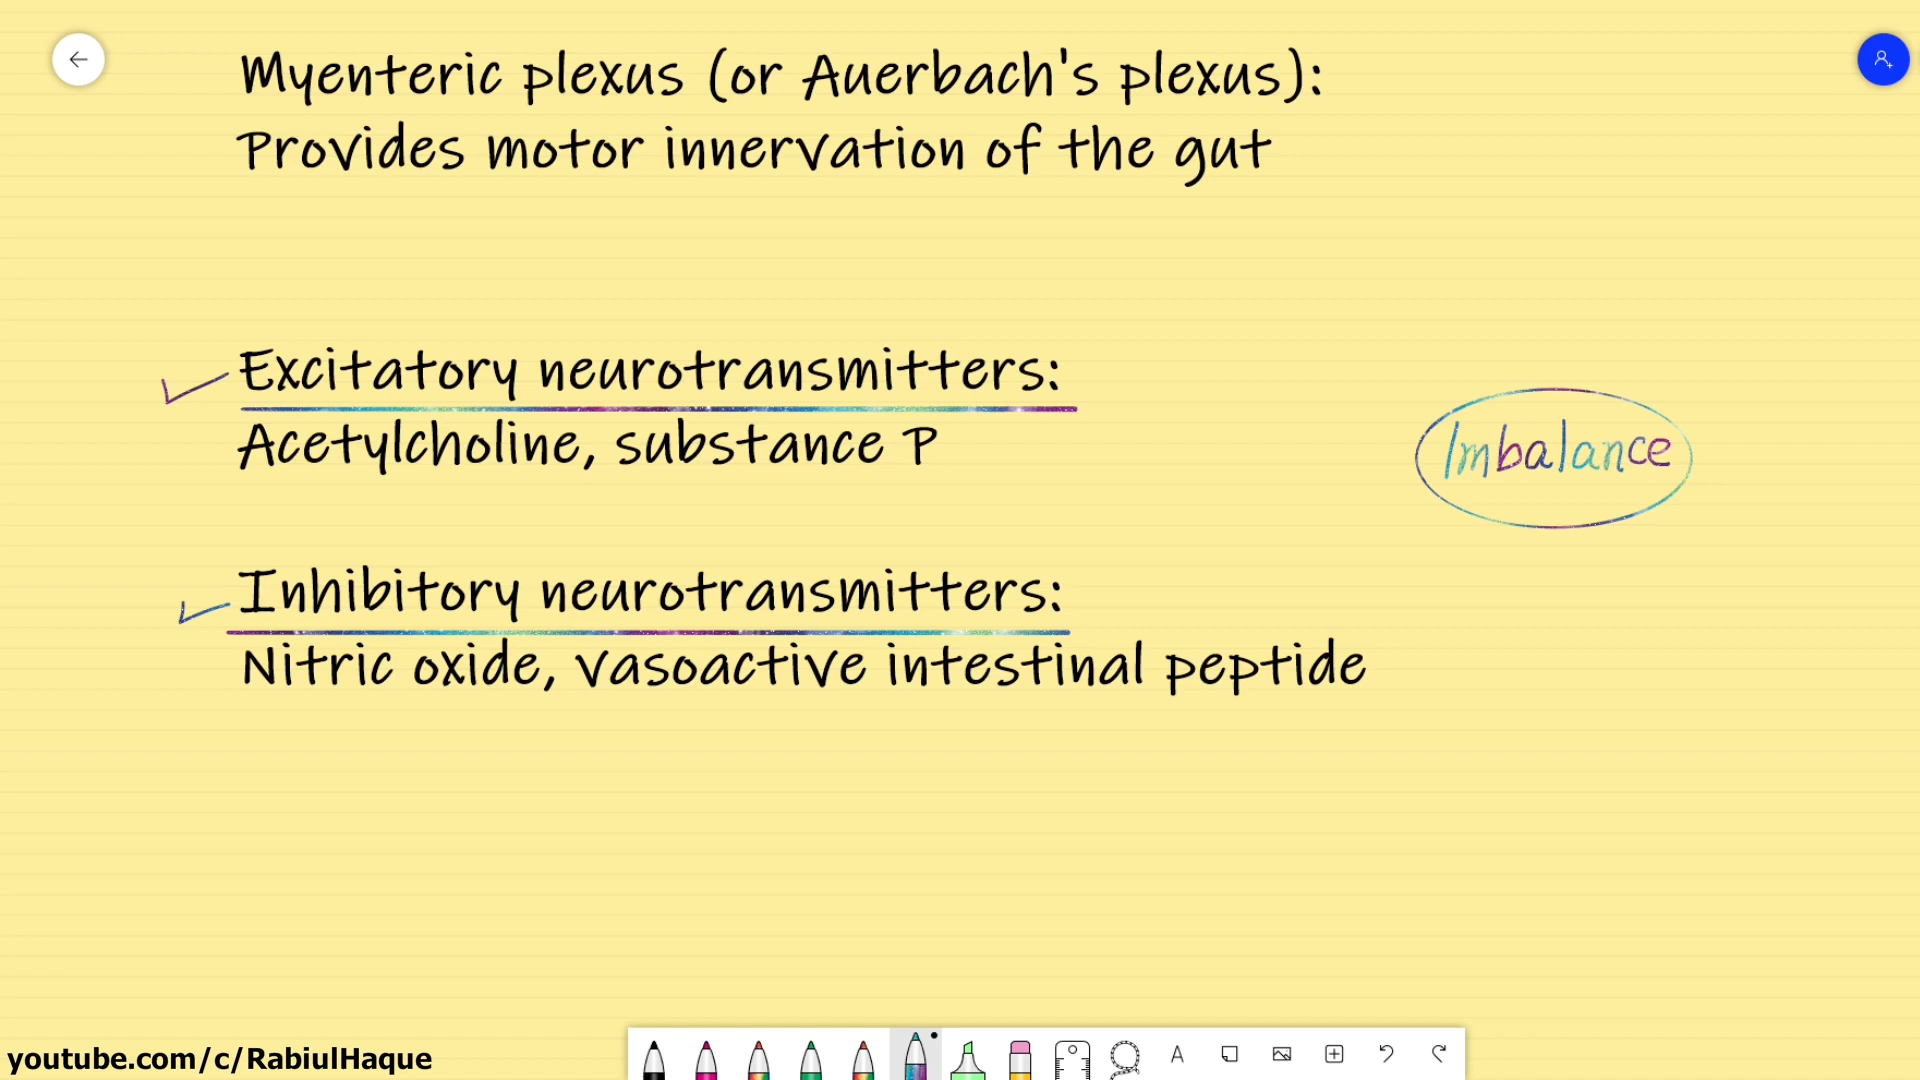 Myenteric plexus (or Auerbach's plexus):
Provides motor innervation of the gut
Excitatory neurotransmitters:
Acetylcholine, substance P
Imbalance
Inhibitory neurotransmitters:
Nitric oxide, vasoactive intestinal peptide
youtube.com/c/RabiulHaque
A